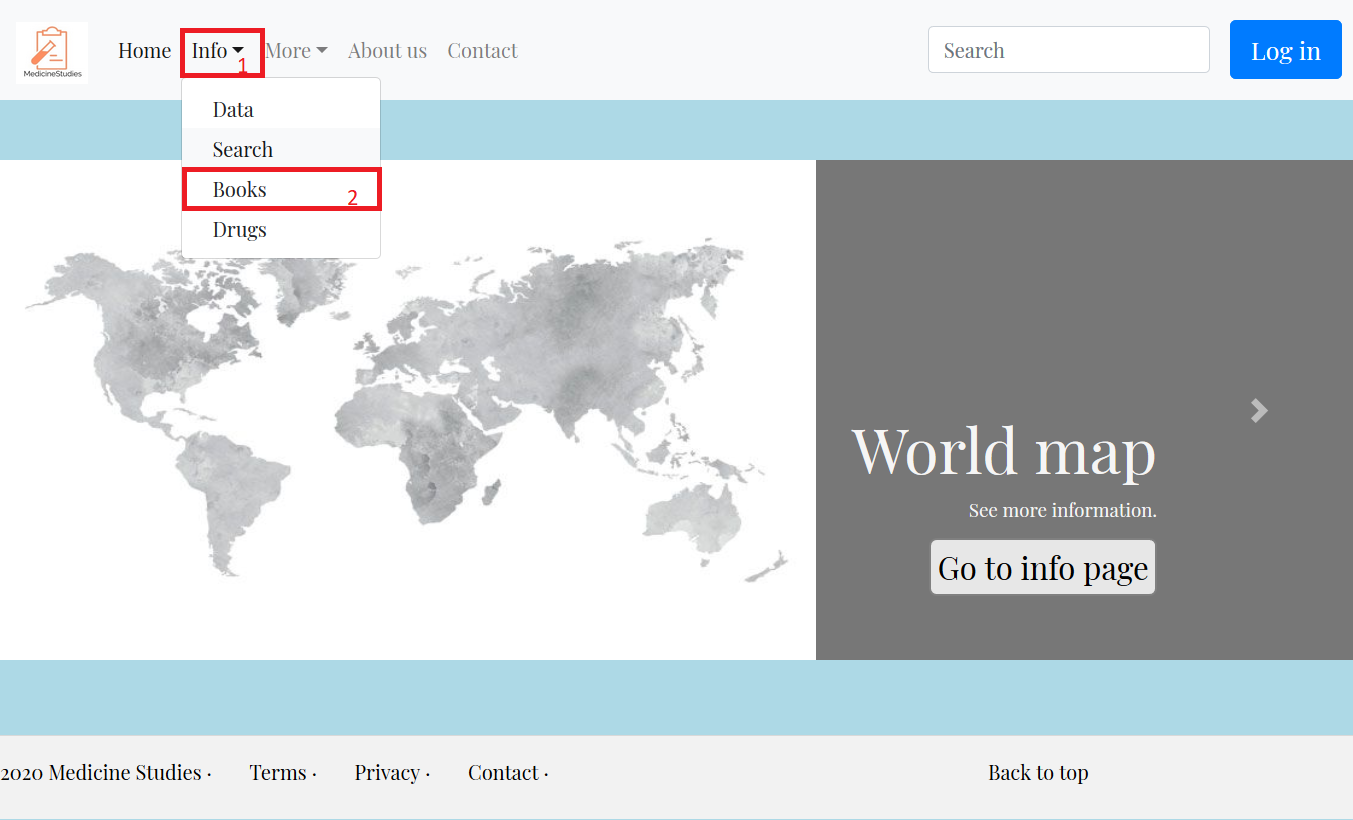 MedicineStudies
Home Info More About us Contact Search Log in
1
Data
Search
Books 2
Drugs
World map
See more information.
Go to info page
2020 Medicine Studies · Terms · Privacy · Contact · Back to top